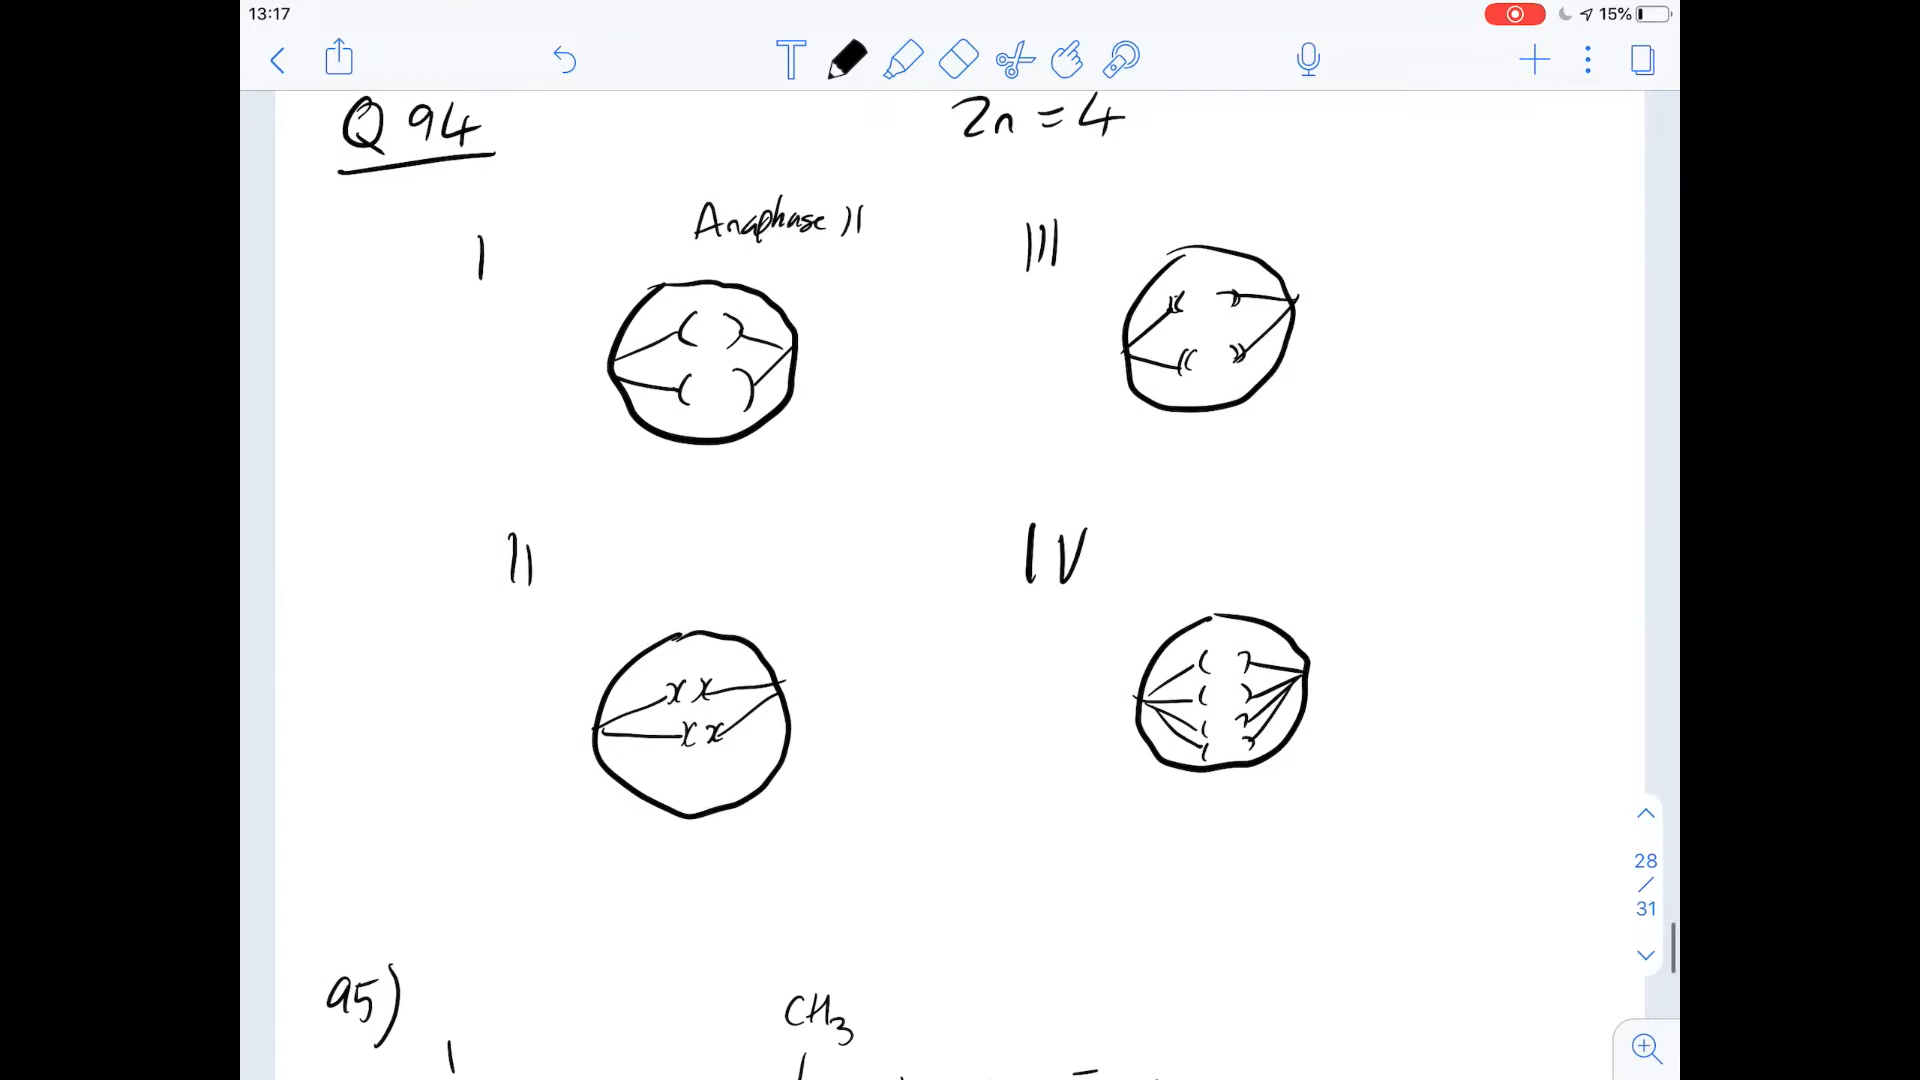 13:17
15%
T
Q 94
2n = 4
Anaphase II
I
III
II
IV
28
/
31
95)
CH3